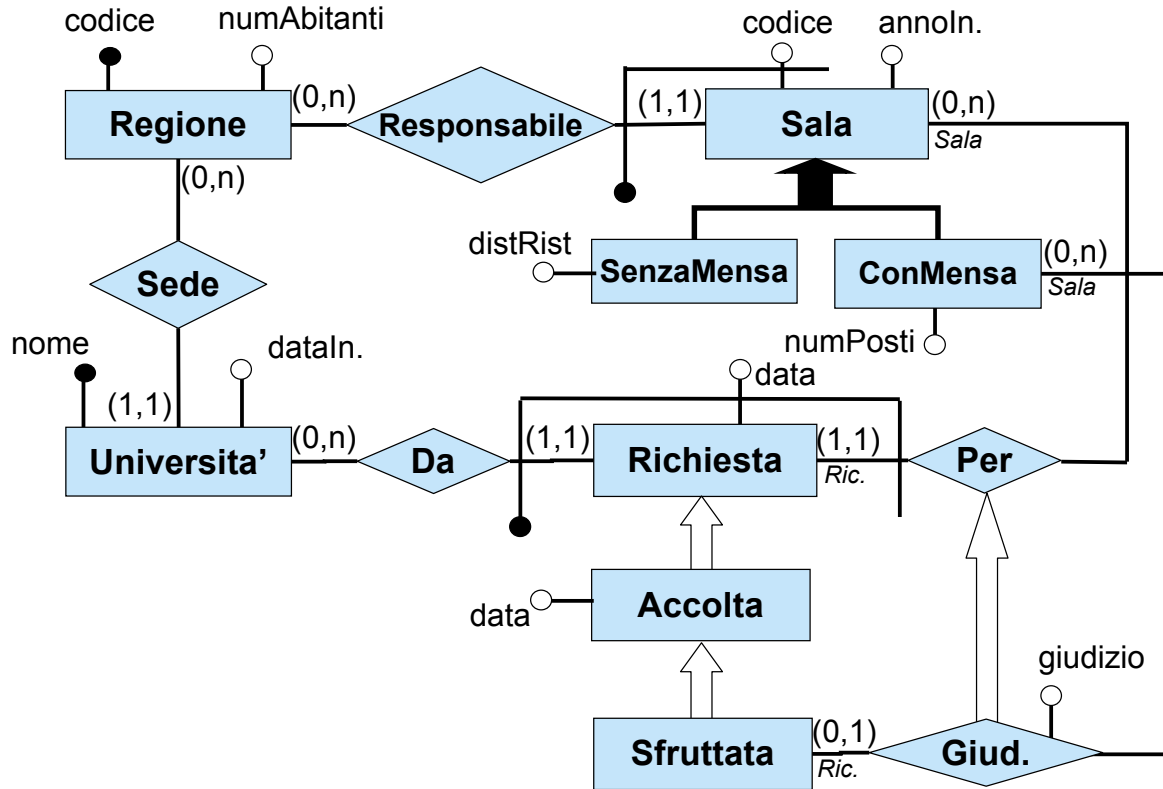 codice
numAbitanti
codice
annoIn.
Regione
(0,n)
Responsabile
(1,1)
Sala
(0,n)
Sala
(0,n)
distRist
SenzaMensa
ConMensa
(0,n)
Sala
Sede
numPosti
nome
dataIn.
data
(1,1)
Universita’
(0,n)
Da
(1,1)
Richiesta
(1,1)
Ric.
Per
data
Accolta
giudizio
Sfruttata
(0,1)
Ric.
Giud.